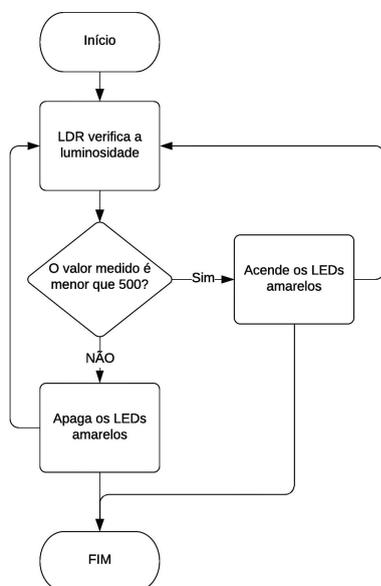 Início
LDR verifica a
luminosidade
O valor medido é
menor que 500?
Sim
Acende os LEDs
amarelos
NÃO
Apaga os LEDs
amarelos
FIM